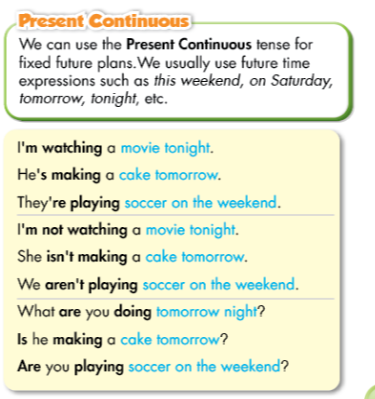 Present Continuous
We can use the Present Continuous tense for
fixed future plans.We usually use future time
expressions such as this weekend, on Saturday,
tomorrow, tonight, etc.
I'm watching a movie tonight.
He's making a cake tomorrow.
They're playing soccer on the weekend.
I'm not watching a movie tonight.
She isn't making a cake tomorrow.
We aren't playing soccer on the weekend.
What are you doing tomorrow night?
Is he making a cake tomorrow?
Are you playing soccer on the weekend?